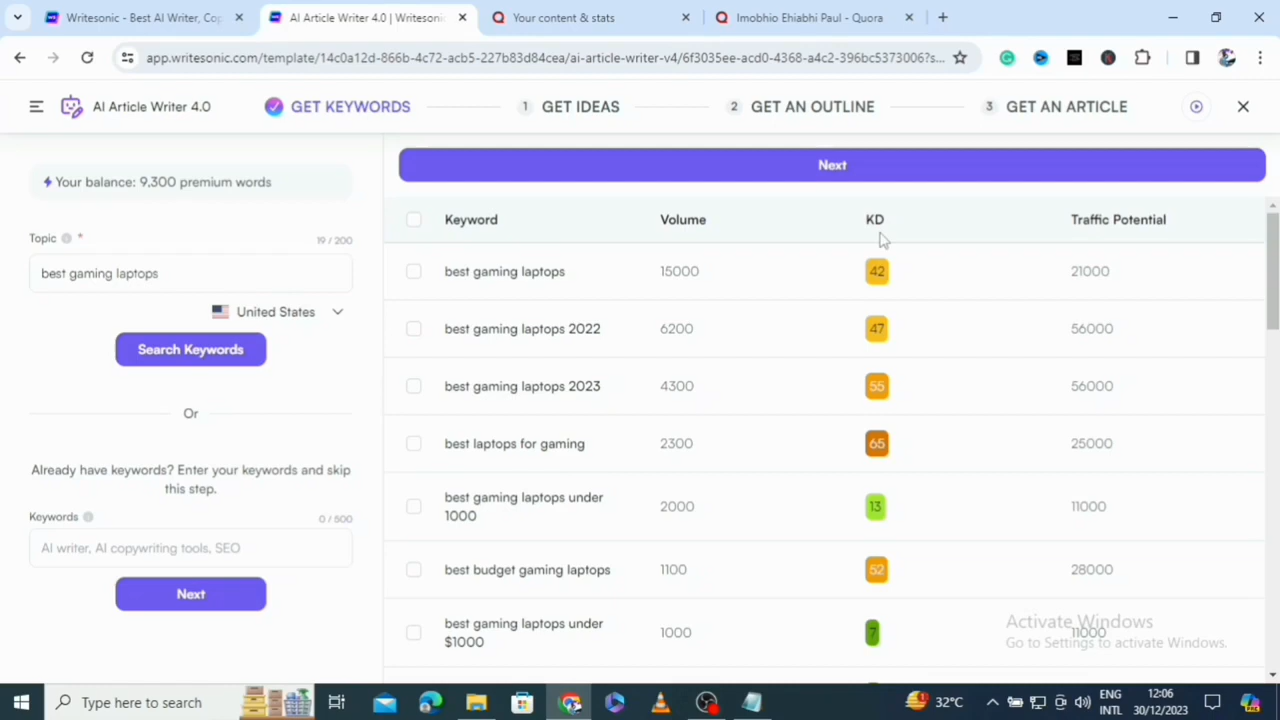 Writesonic - Best AI Writer, Cop
AI Article Writer 4.0 | Writesonic
Your content & stats
Imobhio Ehiabhi Paul - Quora
app.writesonic.com/template/14c0a12d-866b-4c72-acb5-227b83d84cea/ai-article-writer-v4/6f3035ee-acd0-4368-a4c2-396bc5373006?s...
AI Article Writer 4.0
GET KEYWORDS
1 GET IDEAS
2 GET AN OUTLINE
3 GET AN ARTICLE
Your balance: 9,300 premium words
Topic *
19 / 200
best gaming laptops
United States
Search Keywords
Or
Already have keywords? Enter your keywords and skip
this step.
Keywords
0 / 500
AI writer, AI copywriting tools, SEO
Next
Next
Keyword Volume KD Traffic Potential
best gaming laptops 15000 42 21000
best gaming laptops 2022 6200 47 56000
best gaming laptops 2023 4300 55 56000
best laptops for gaming 2300 65 25000
best gaming laptops under
1000 2000 13 11000
best budget gaming laptops 1100 52 28000
best gaming laptops under
$1000 1000 7 11000
Activate Windows
Go to Settings to activate Windows.
Type here to search
1
32°C
ENG
INTL
12:06
30/12/2023